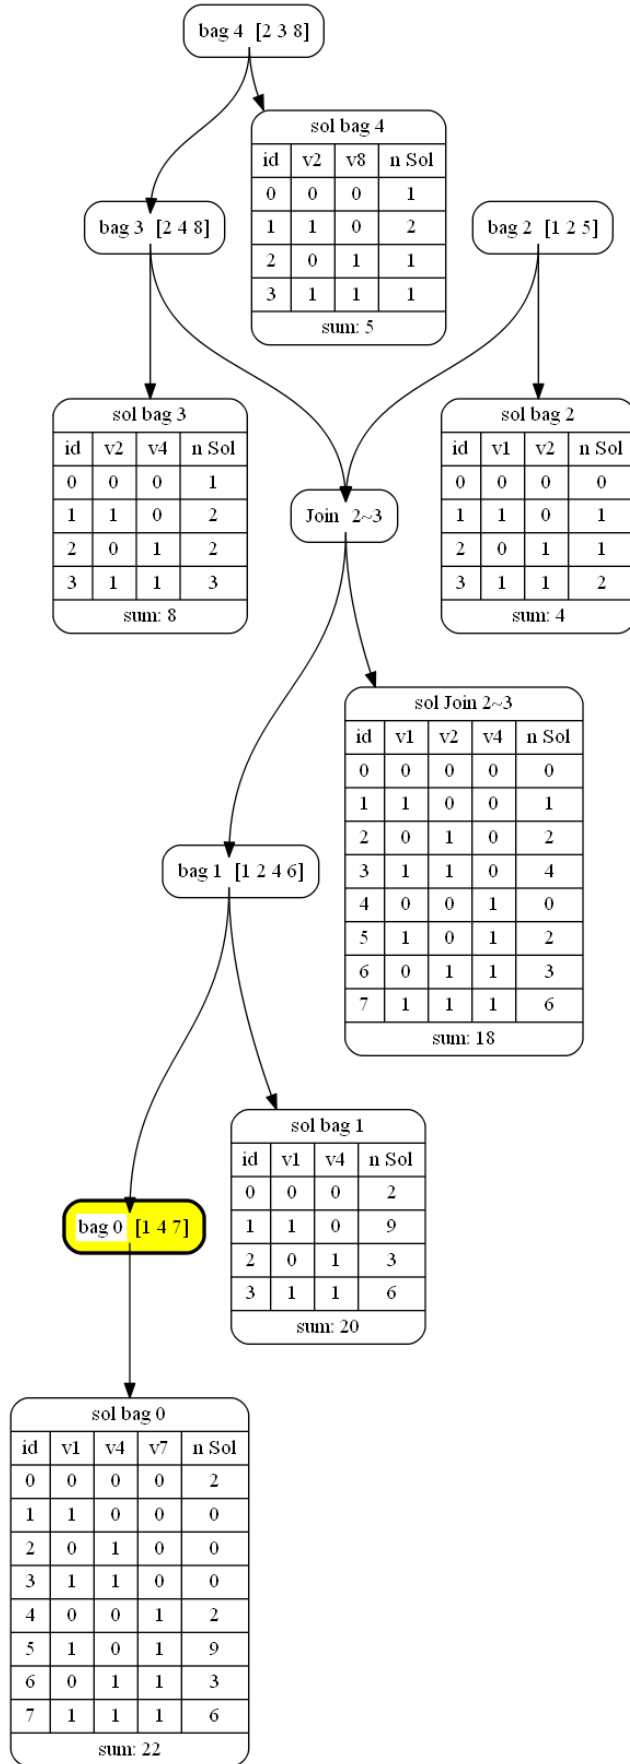 bag 4 [2 3 8]
sol bag 4
id v2 v8 n Sol
0 0 0 1
1 1 0 2
2 0 1 1
3 1 1 1
sum: 5
bag 3 [2 4 8]
bag 2 [1 2 5]
sol bag 3
id v2 v4 n Sol
0 0 0 1
1 1 0 2
2 0 1 2
3 1 1 3
sum: 8
sol bag 2
id v1 v2 n Sol
0 0 0 0
1 1 0 1
2 0 1 1
3 1 1 2
sum: 4
Join 2~3
sol Join 2~3
id v1 v2 v4 n Sol
0 0 0 0 0
1 1 0 0 1
2 0 1 0 2
3 1 1 0 4
4 0 0 1 0
5 1 0 1 2
6 0 1 1 3
7 1 1 1 6
sum: 18
bag 1 [1 2 4 6]
sol bag 1
id v1 v4 n Sol
0 0 0 2
1 1 0 9
2 0 1 3
3 1 1 6
sum: 20
bag 0 [1 4 7]
sol bag 0
id v1 v4 v7 n Sol
0 0 0 0 2
1 1 0 0 0
2 0 1 0 0
3 1 1 0 0
4 0 0 1 2
5 1 0 1 9
6 0 1 1 3
7 1 1 1 6
sum: 22